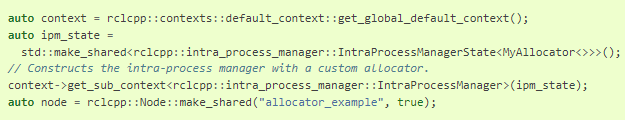 auto context = rclcpp::contexts::default_context::get_global_default_context();
auto ipm_state =
  std::make_shared<rclcpp::intra_process_manager::IntraProcessManagerState<MyAllocator<>>>();
// Constructs the intra-process manager with a custom allocator.
context->get_sub_context<rclcpp::intra_process_manager::IntraProcessManager>(ipm_state);
auto node = rclcpp::Node::make_shared("allocator_example", true);